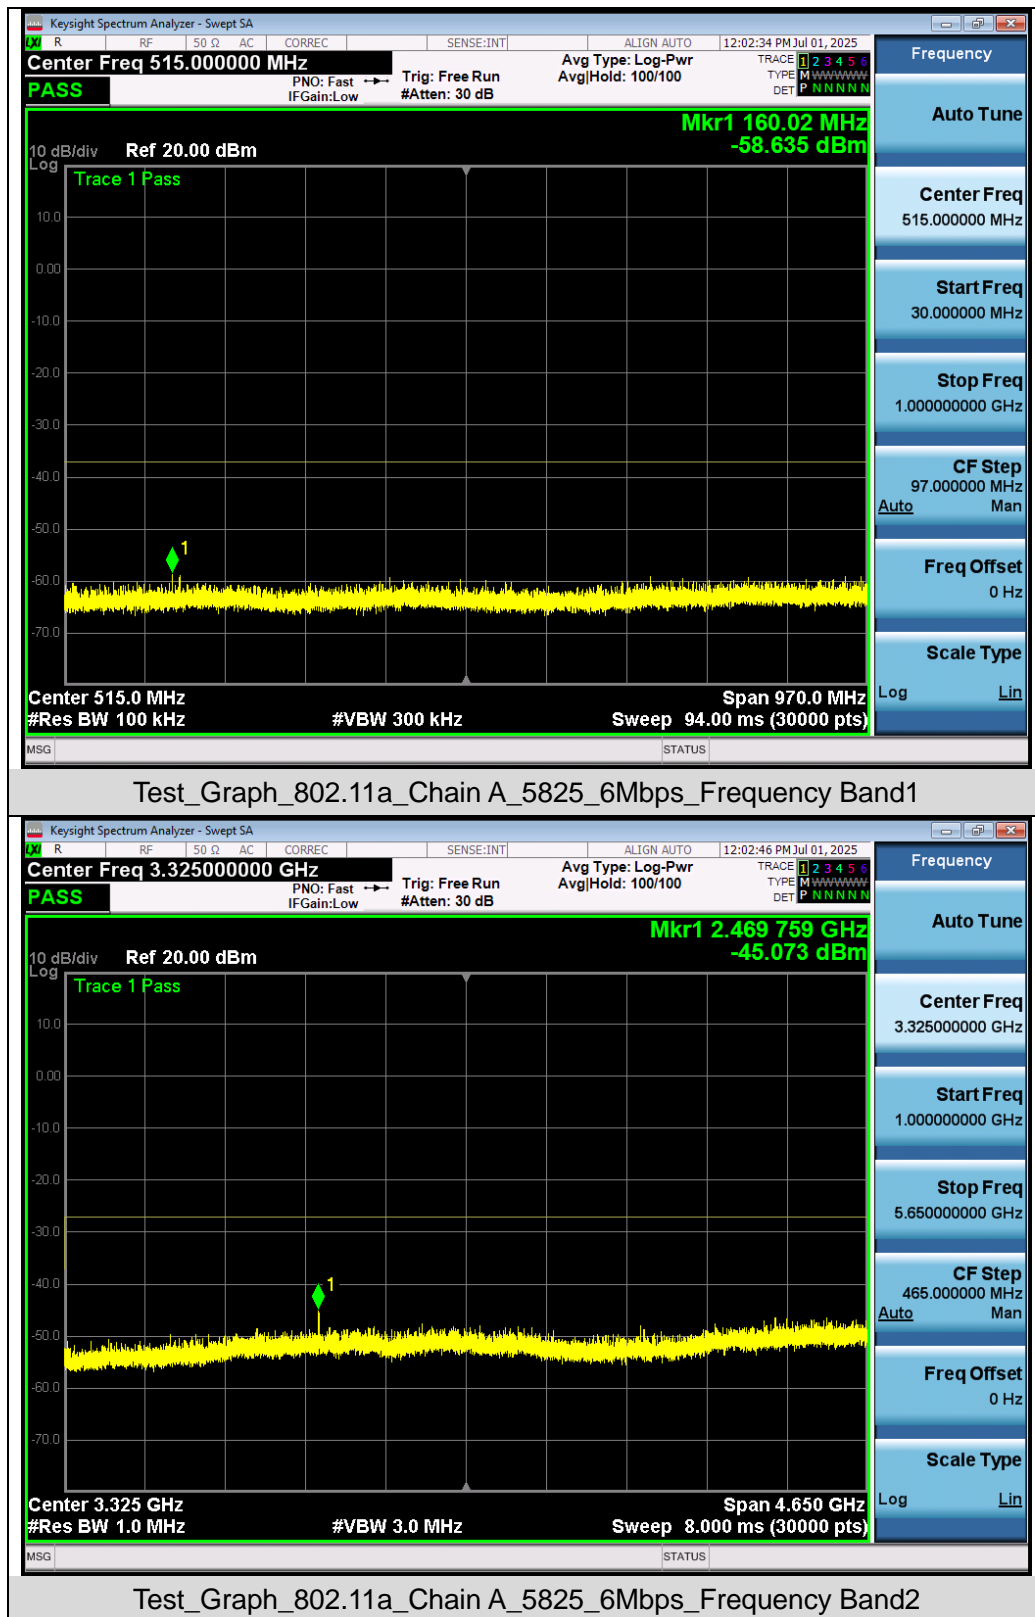 Keysight Spectrum Analyzer - Swept SA
LXI R RF 50 Ω AC CORREC SENSE:INT ALIGN AUTO 12:02:34 PM Jul 01, 2025
Center Freq 515.000000 MHz
PASS
PNO: Fast
IFGain:Low
Trig: Free Run
#Atten: 30 dB
Avg Type: Log-Pwr
Avg|Hold: 100/100
TRACE 1 2 3 4 5 6
TYPE M WWWWW
DET P N N N N N
Mkr1 160.02 MHz
-58.635 dBm
10 dB/div Ref 20.00 dBm
Log
Trace 1 Pass
10.0
0.00
-10.0
-20.0
-30.0
-40.0
-50.0
-60.0
-70.0
1
Center 515.0 MHz Span 970.0 MHz
#Res BW 100 kHz #VBW 300 kHz Sweep 94.00 ms (30000 pts)
MSG STATUS
Frequency
Auto Tune
Center Freq
515.000000 MHz
Start Freq
30.000000 MHz
Stop Freq
1.000000000 GHz
CF Step
97.000000 MHz
Auto Man
Freq Offset
0 Hz
Scale Type
Log Lin
Test_Graph_802.11a_Chain A_5825_6Mbps_Frequency Band1
Keysight Spectrum Analyzer - Swept SA
LXI R RF 50 Ω AC CORREC SENSE:INT ALIGN AUTO 12:02:46 PM Jul 01, 2025
Center Freq 3.325000000 GHz
PASS
PNO: Fast
IFGain:Low
Trig: Free Run
#Atten: 30 dB
Avg Type: Log-Pwr
Avg|Hold: 100/100
TRACE 1 2 3 4 5 6
TYPE M WWWWW
DET P N N N N N
Mkr1 2.469 759 GHz
-45.073 dBm
10 dB/div Ref 20.00 dBm
Log
Trace 1 Pass
10.0
0.00
-10.0
-20.0
-30.0
-40.0
-50.0
-60.0
-70.0
1
Center 3.325 GHz Span 4.650 GHz
#Res BW 1.0 MHz #VBW 3.0 MHz Sweep 8.000 ms (30000 pts)
MSG STATUS
Frequency
Auto Tune
Center Freq
3.325000000 GHz
Start Freq
1.000000000 GHz
Stop Freq
5.650000000 GHz
CF Step
465.000000 MHz
Auto Man
Freq Offset
0 Hz
Scale Type
Log Lin
Test_Graph_802.11a_Chain A_5825_6Mbps_Frequency Band2